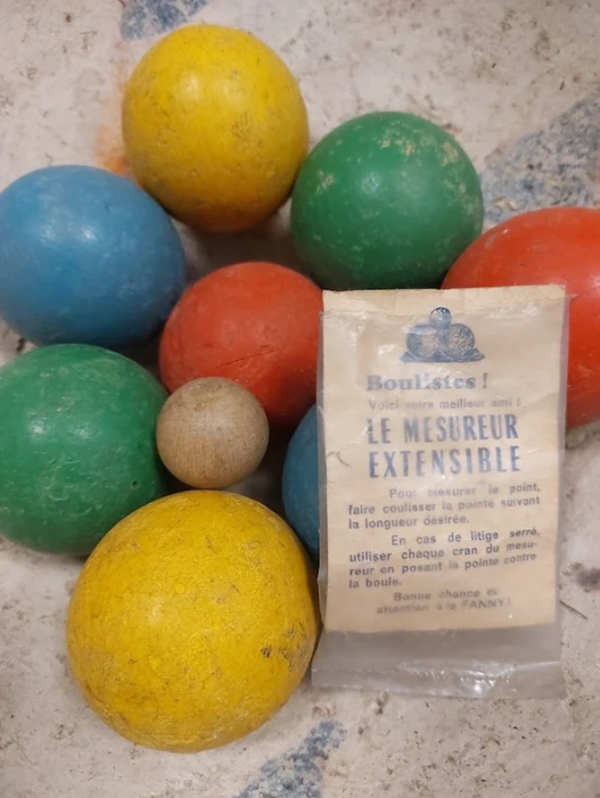 Boulistes !
Voici votre meilleur ami !
LE MESUREUR
EXTENSIBLE
Pour mesurer le point,
faire coulisser la pointe suivant
la longueur désirée.
En cas de litige serré,
utiliser chaque cran du mesu-
reur en posant la pointe contre
la boule.
Bonne chance et
attention à la FANNY!